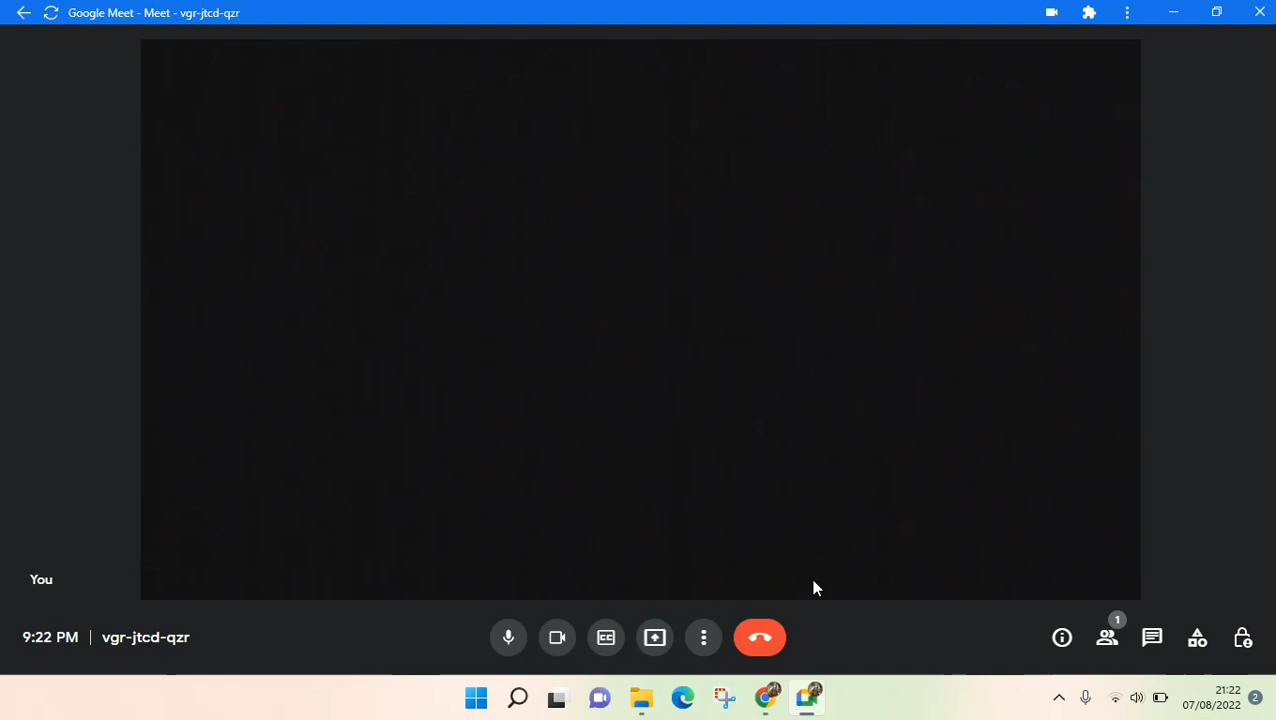 Google Meet - Meet - vgr-jtcd-qzr
You
1
9:22 PM | vgr-jtcd-qzr
CC
21:22
07/08/2022
2